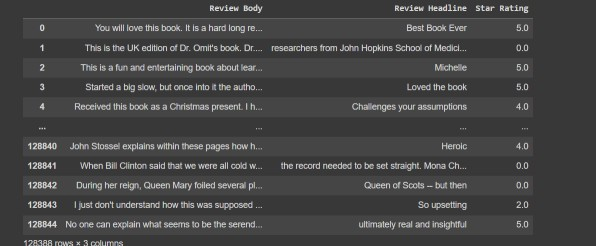 Review Body Review Headline Star Rating
0 You will love this book. It is a hard long re... Best Book Ever 5.0
1 This is the UK edition of Dr. Omit's book. Dr.... researchers from John Hopkins School of Medici... 0.0
2 This is a fun and entertaining book about lear... Michelle 5.0
3 Started a big slow, but once into it the autho... Loved the book 5.0
4 Received this book as a Christmas present. I h... Challenges your assumptions 4.0
... ... ... ...
128840 John Stossel explains within these pages how h... Heroic 4.0
128841 When Bill Clinton said that we were all cold w... the record needed to be set straight. Mona Ch... 0.0
128842 During her reign, Queen Mary foiled several pl... Queen of Scots -- but then 0.0
128843 I just don't understand how this was supposed ... So upsetting 2.0
128844 No one can explain what seems to be the serend... ultimately real and insightful 5.0
128388 rows × 3 columns